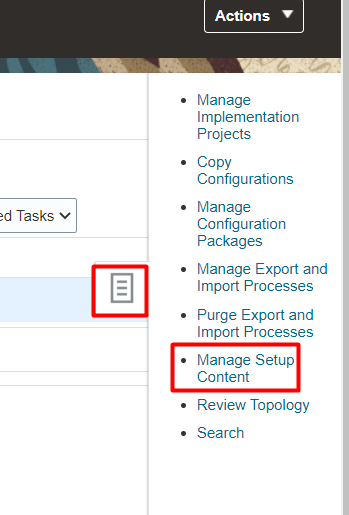 Actions
Manage
Implementation
Projects
Copy
Configurations
ed Tasks
Manage
Configuration
Packages
Manage Export and
Import Processes
Purge Export and
Import Processes
Manage Setup
Content
Review Topology
Search